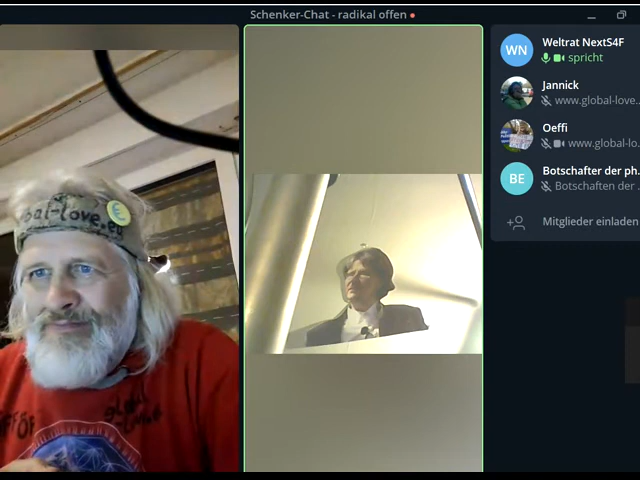 Schenker-Chat - radikal offen
WN
Weltrat NextS4F
spricht
Jannick
www.global-love..
Oeffi
www.global-lo..
BE
Botschafter der ph.
Botschaften der .
Mitglieder einladen
bal-love.eu
€